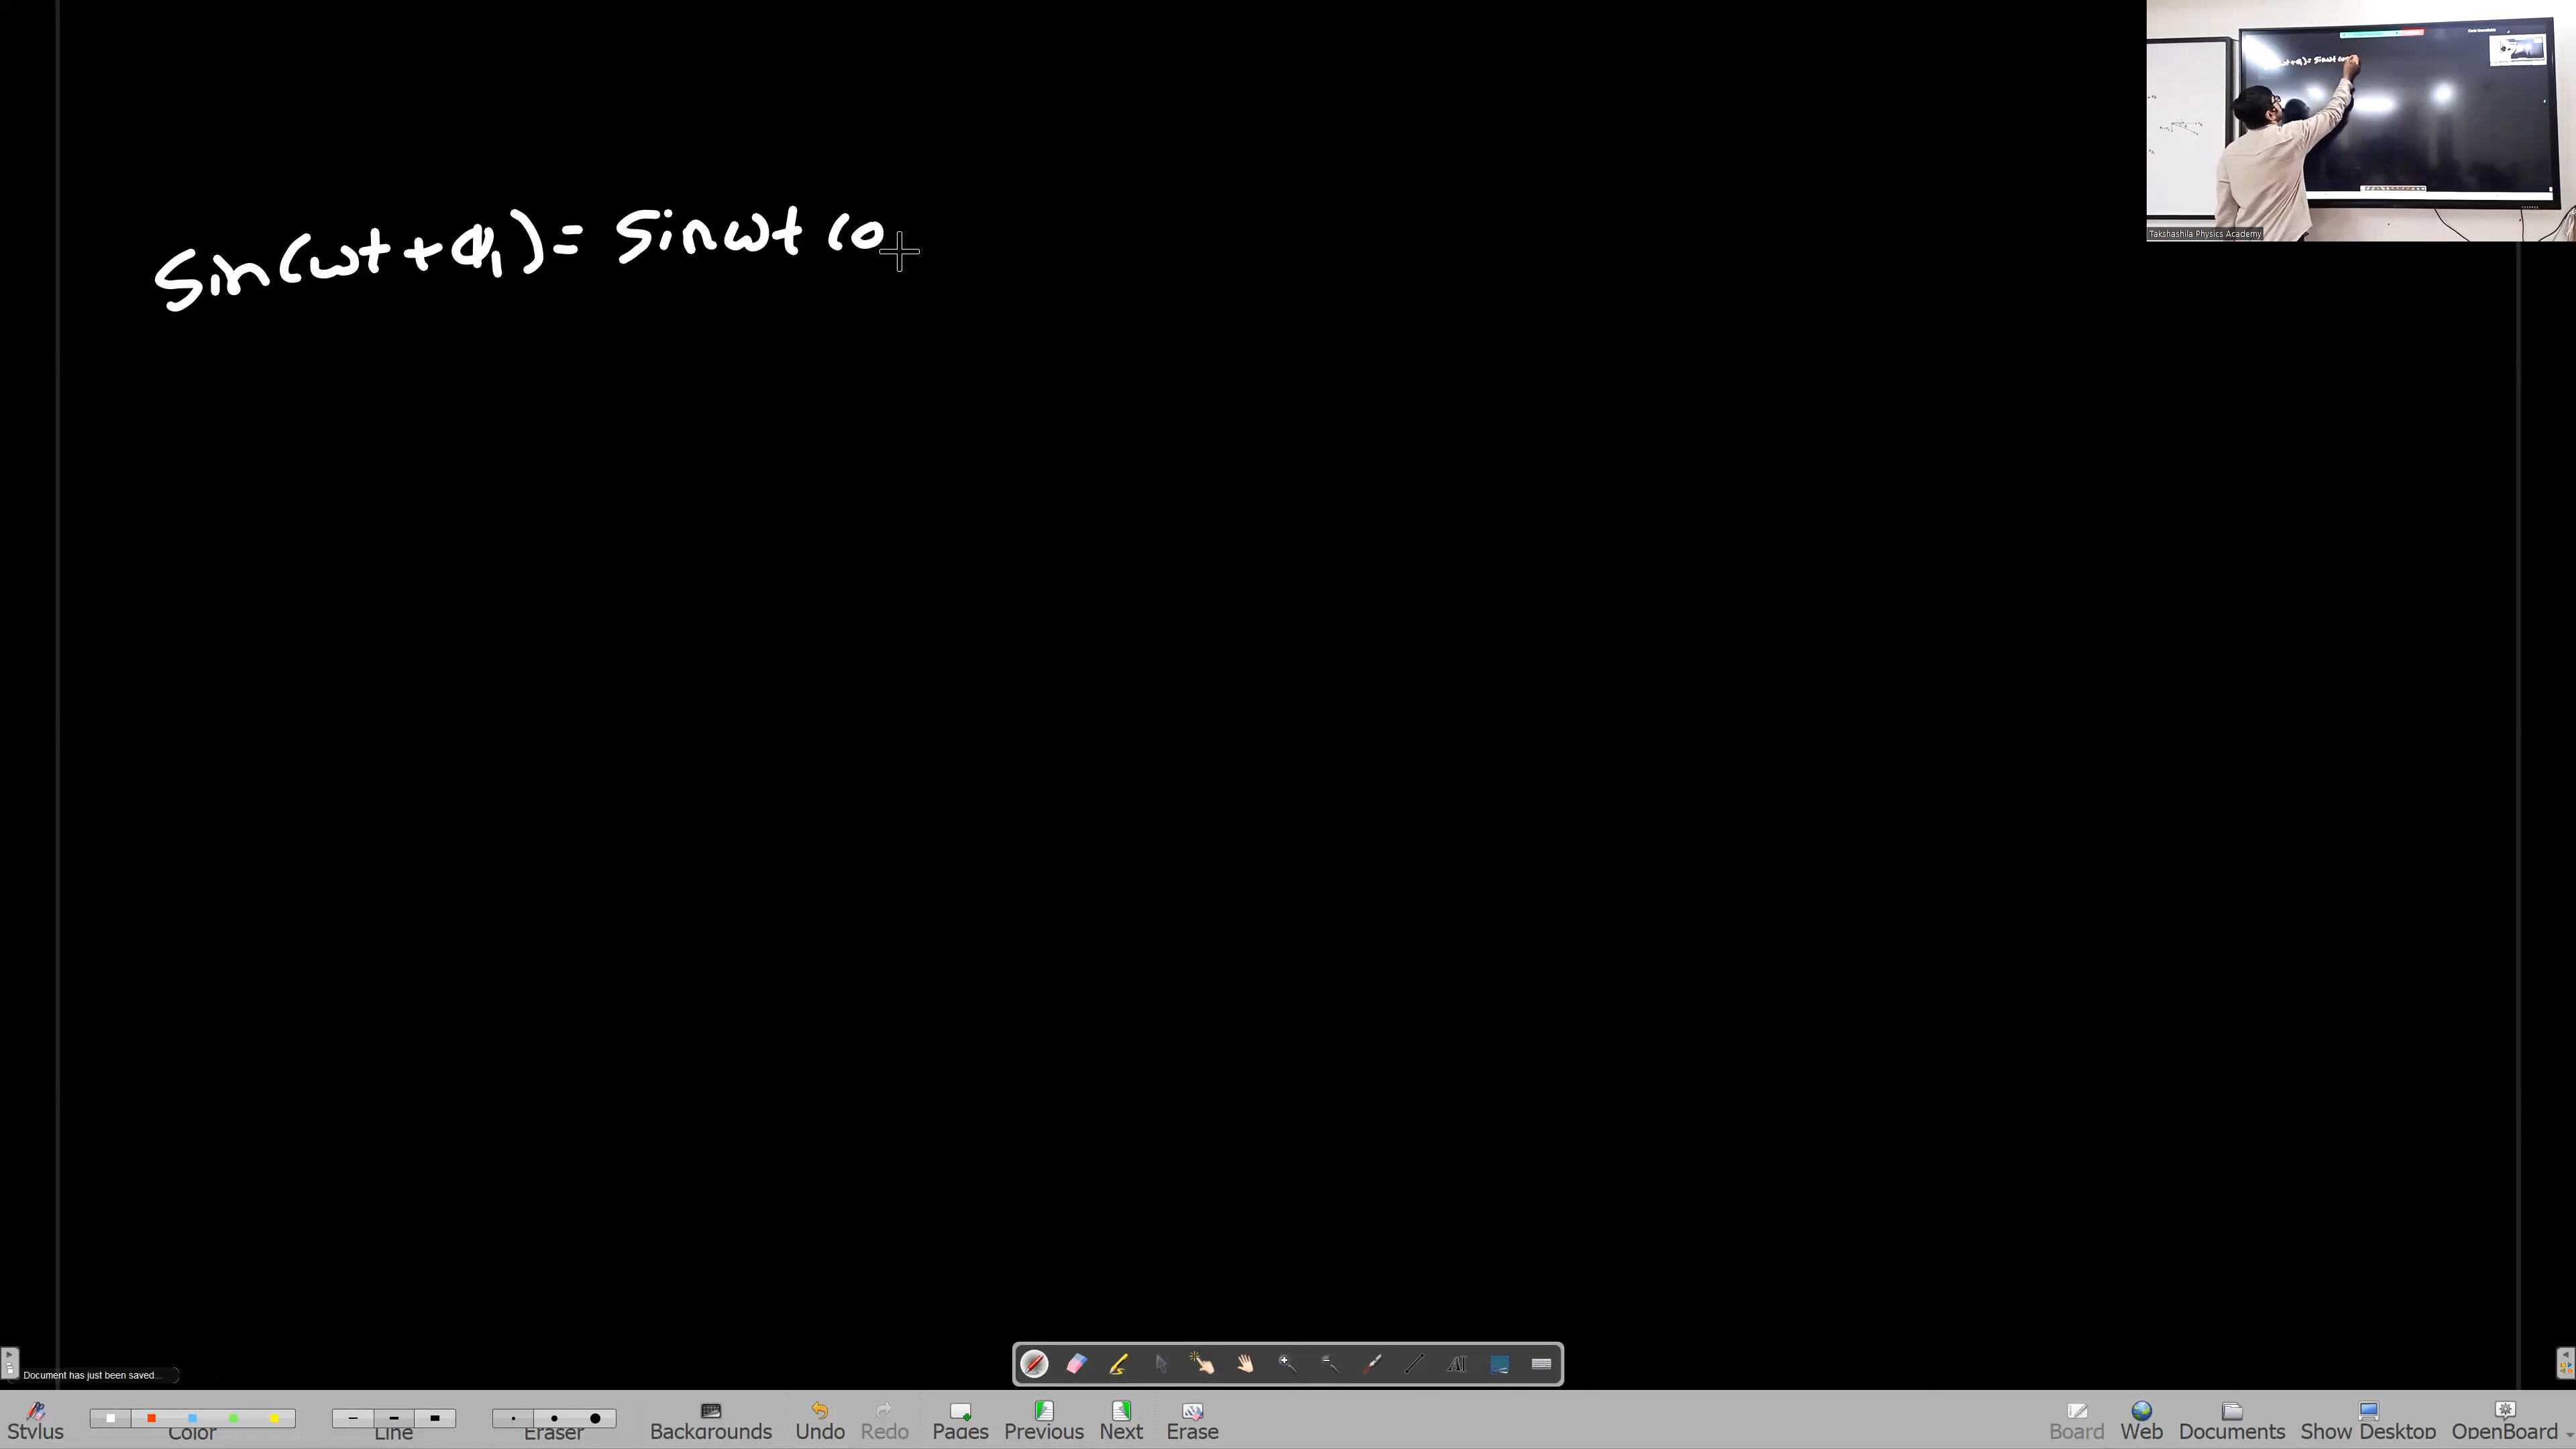 Takshashila Physics Academy
Sin(ωt+φ₁)= Sinωt Co
Document has just been saved...
Stylus
Color
Line
Eraser
Backgrounds
Undo
Redo
Pages
Previous
Next
Erase
Board
Web
Documents
Show Desktop
OpenBoard